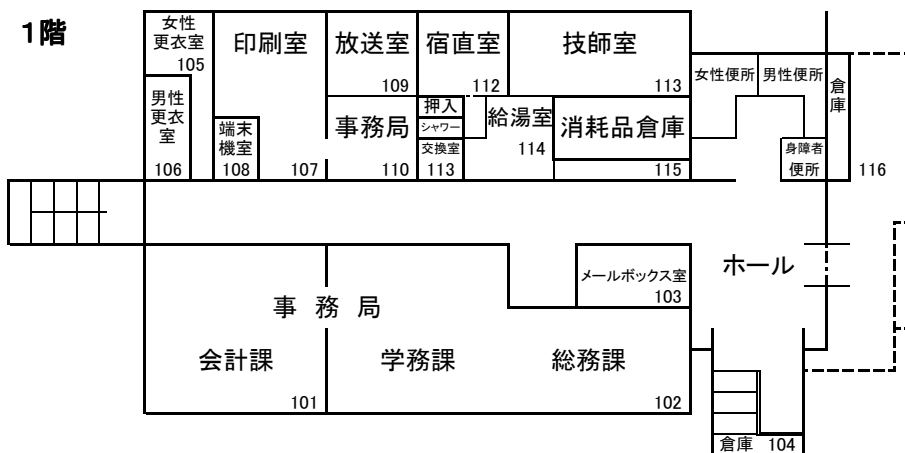 1階
女性
更衣室
105
印刷室
放送室
109
宿直室
112
技師室
113
女性便所
男性便所
倉庫
男性
更衣
室
106
端末
機室
108
107
事務局
110
押入
シャワー
交換室
113
給湯室
114
消耗品倉庫
115
身障者
便所
116
メールボックス室
103
ホール
事務局
会計課
101
学務課
総務課
102
倉庫 104